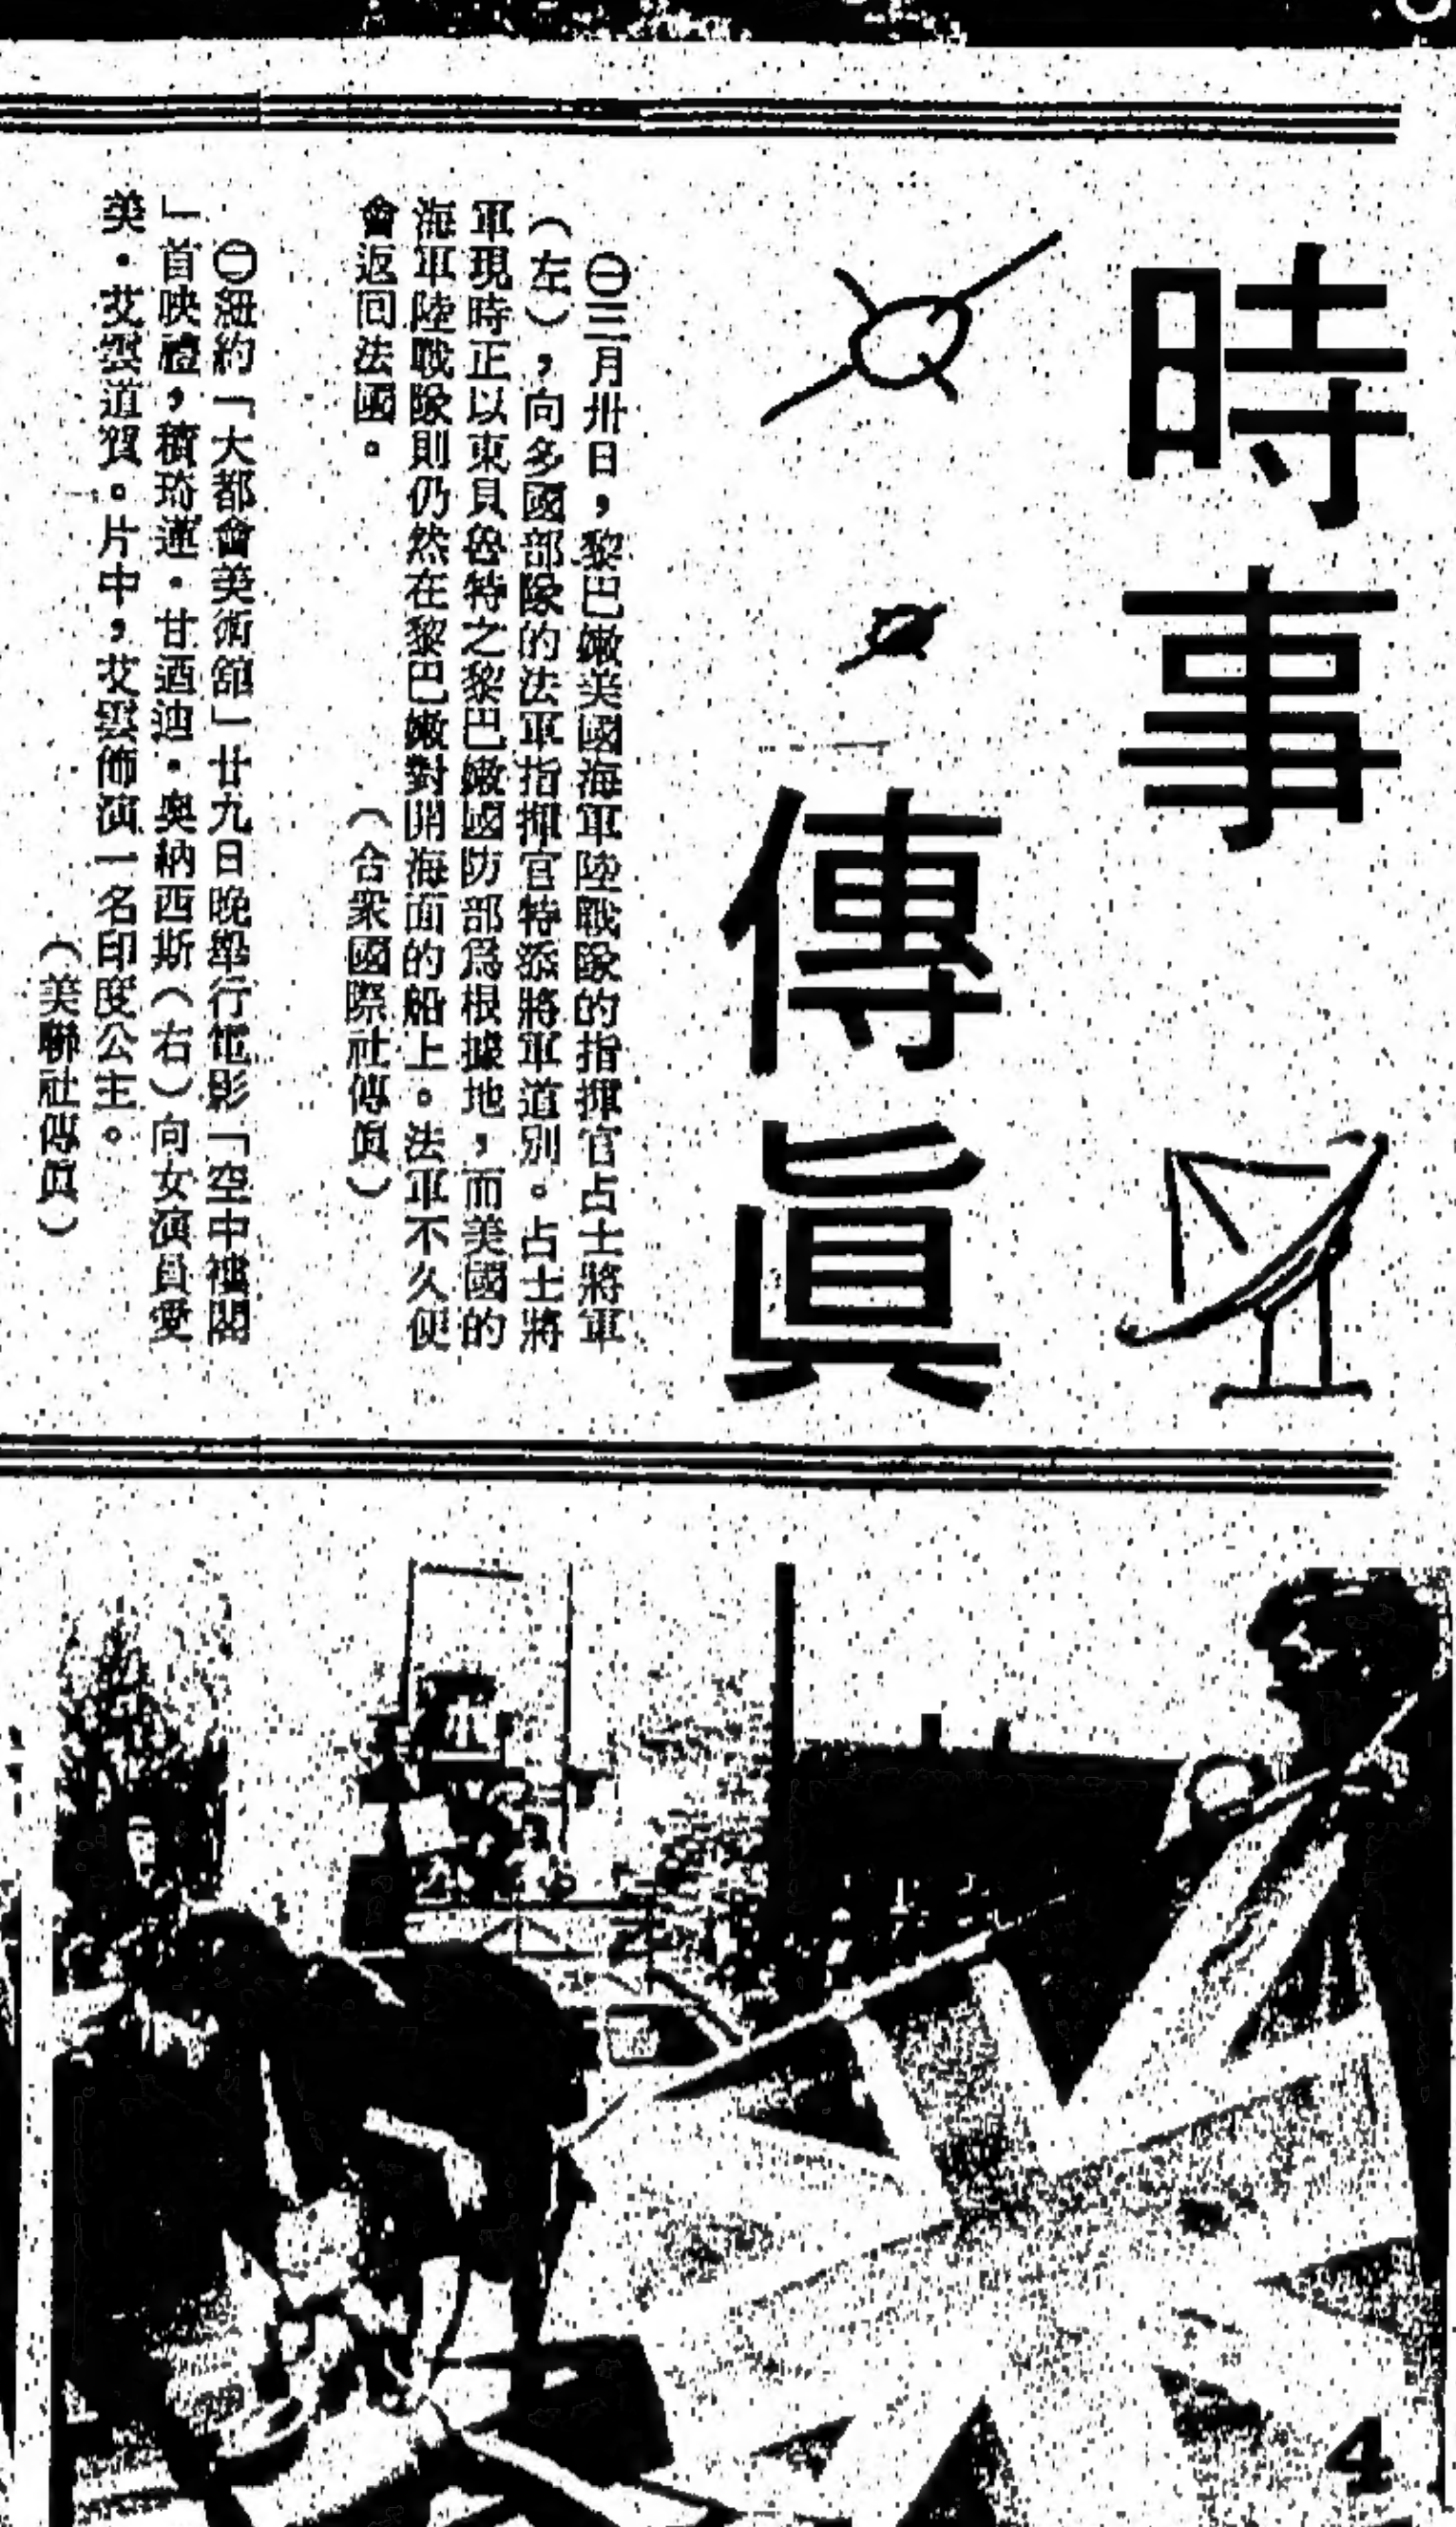 時事
傳眞
㊀三月卅日，黎巴嫩美國海軍陸戰隊的指揮官占士將軍
（左），向多國部隊的法軍指揮官特添將軍道別。占士將
軍現時正以東貝魯特之黎巴嫩國防部爲根據地，而美國的
海軍陸戰隊則仍然在黎巴嫩對開海面的船上。法軍不久便
會返回法國。
（合衆國際社傳眞）
㊁紐約「大都會美術舘」廿九日晚舉行電影「空中樓閣
」首映禮，積琦蓮・甘迺迪・奥納西斯（右）向女演員愛
美・艾雲道賀。片中，艾雲飾演一名印度公主。
（美聯社傳眞）
4